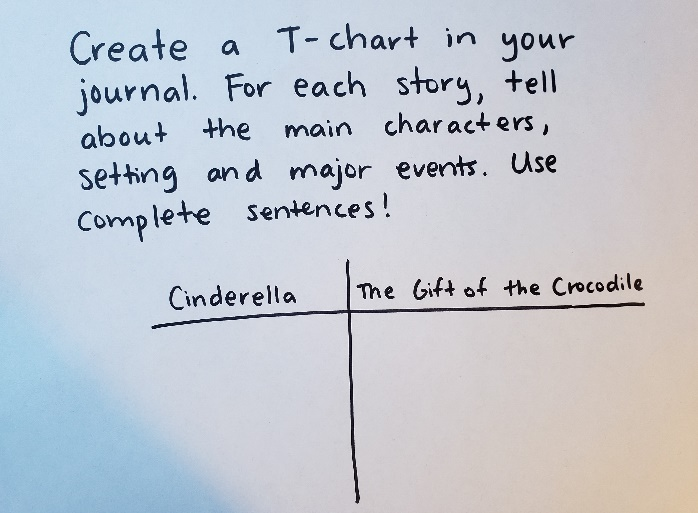 Create a T-chart in your
journal. For each story, tell
about the main characters,
setting and major events. Use
complete sentences!
Cinderella
The Gift of the Crocodile